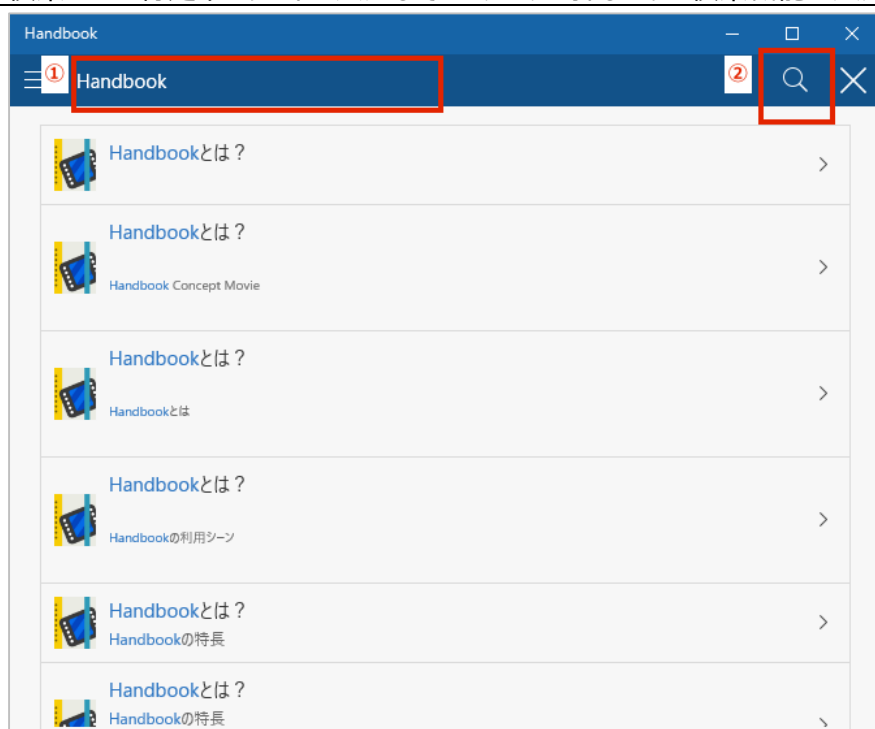 Handbook
① Handbook ②
Handbookとは？
Handbookとは？
Handbook Concept Movie
Handbookとは？
Handbookとは
Handbookとは？
Handbookの利用シーン
Handbookとは？
Handbookの特長
Handbookとは？
Handbookの特長